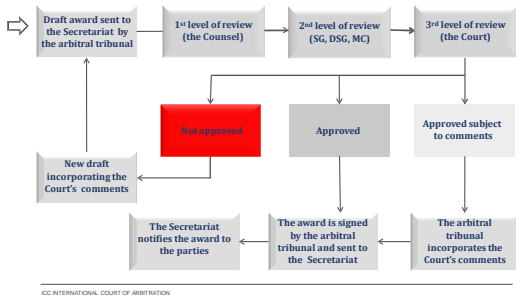 Draft award sent to
the Secretariat by
the arbitral tribunal
1st level of review
(the Counsel)
2nd level of review
(SG, DSG, MC)
3rd level of review
(the Court)
Not approved
Approved
Approved subject
to comments
New draft
incorporating the
Court's comments
The Secretariat
notifies the award to
the parties
The award is signed
by the arbitral
tribunal and sent to
the Secretariat
The arbitral
tribunal
incorporates the
Court's comments
ICC INTERNATIONAL COURT OF ARBITRATION